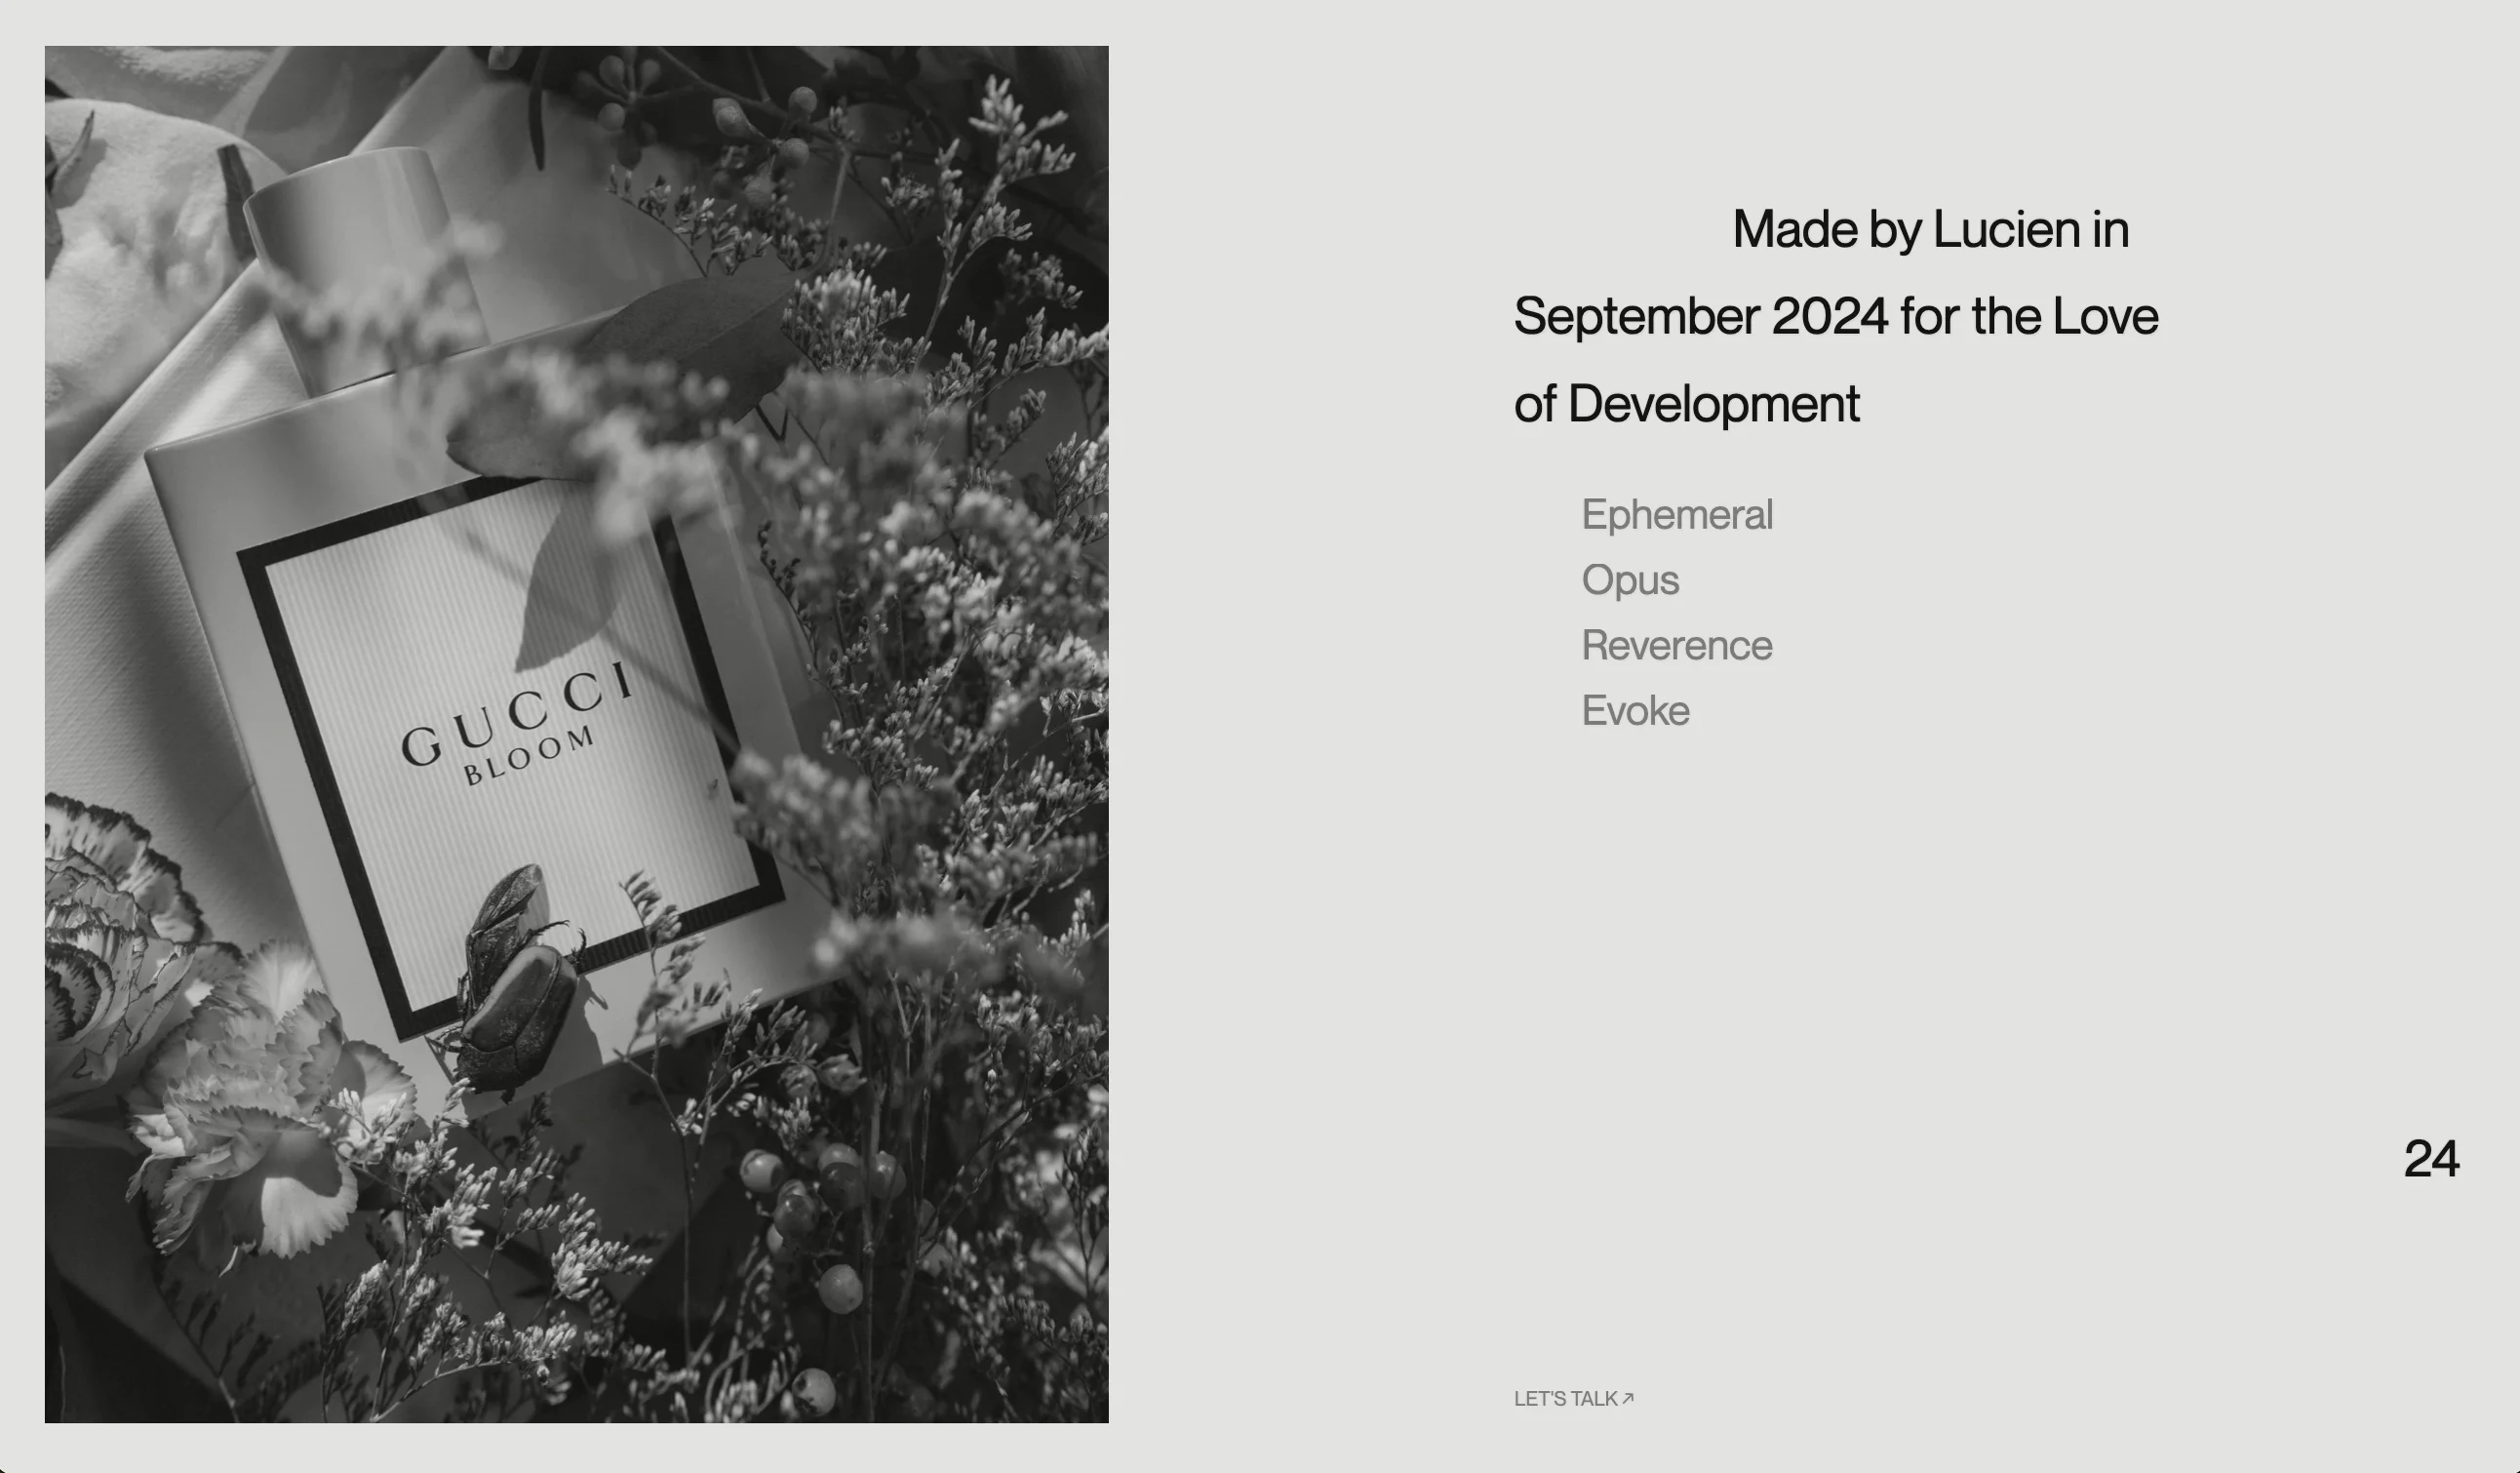 GUCCI
BLOOM
Made by Lucien in
September 2024 for the Love
of Development
Ephemeral
Opus
Reverence
Evoke
24
LET'S TALK↗